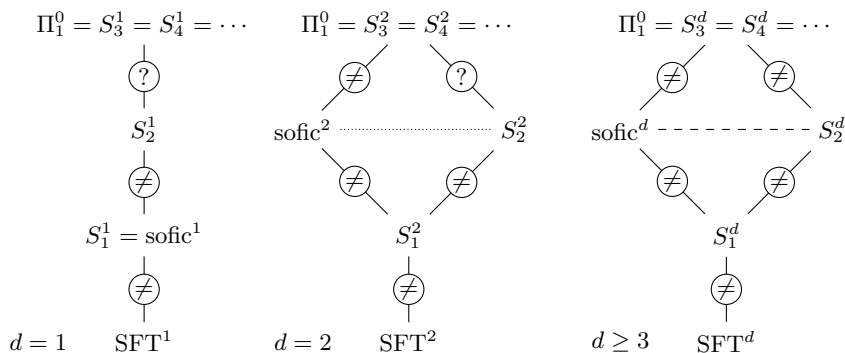 Π⁰₁ = S¹₃ = S¹₄ = ⋯ Π⁰₁ = S²₃ = S²₄ = ⋯ Π⁰₁ = Sᵈ₃ = Sᵈ₄ = ⋯
? ≠ ? ≠ ≠
S¹₂ sofic² S²₂ soficᵈ Sᵈ₂
≠ ≠ ≠ ≠ ≠
S¹₁ = sofic¹ S²₁ Sᵈ₁
≠ ≠ ≠
d = 1 SFT¹ d = 2 SFT² d ≥ 3 SFTᵈ